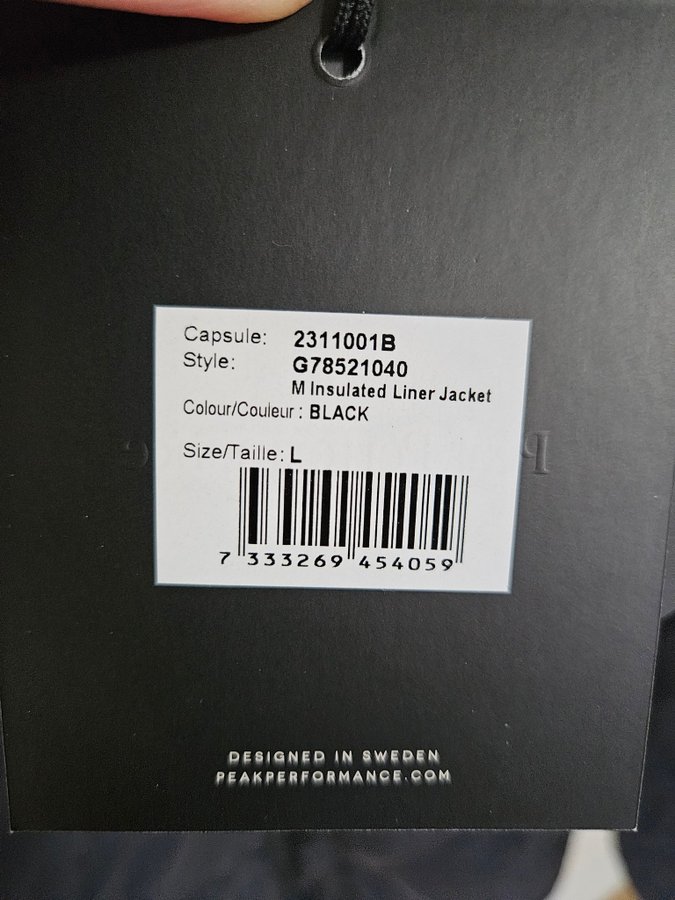 Capsule: 2311001B
Style: G78521040
M Insulated Liner Jacket
Colour/Couleur : BLACK
Size/Taille: L
7 333269 454059
DESIGNED IN SWEDEN
PEAKPERFORMANCE.COM